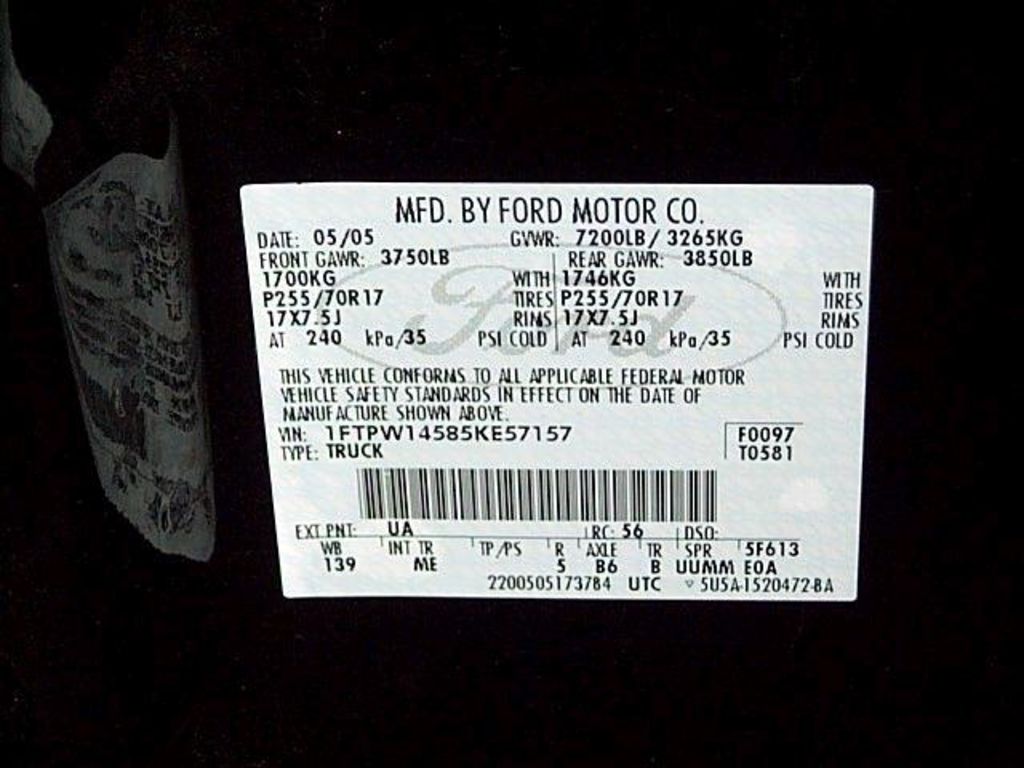 MFD. BY FORD MOTOR CO.
DATE: 05/05 GVWR: 7200LB/ 3265KG
FRONT GAWR: 3750LB REAR GAWR: 3850LB
1700KG WITH 1746KG WITH
P255/70R17 TIRES P255/70R17 TIRES
17X7.5J RIMS 17X7.5J RIMS
AT 240 kPa/35 PSI COLD AT 240 kPa/35 PSI COLD
Ford
THIS VEHICLE CONFORMS TO ALL APPLICABLE FEDERAL MOTOR
VEHICLE SAFETY STANDARDS IN EFFECT ON THE DATE OF
MANUFACTURE SHOWN ABOVE.
VIN: 1FTPW14585KE57157 F0097
TYPE: TRUCK T0581
EXT PNT: UA RC: 56 DSO:
WB INT TR TP/PS R AXLE TR SPR 5F613
139 ME 5 B6 B UUMM E0A
2200505173784 UTC ▽ 5U5A-1520472-BA